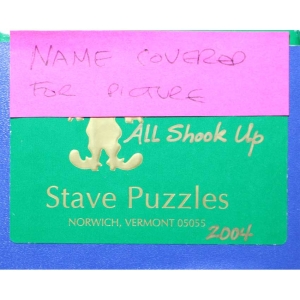 NAME COVERED
FOR PICTURE
All Shook Up
Stave Puzzles
NORWICH, VERMONT 05055
2004